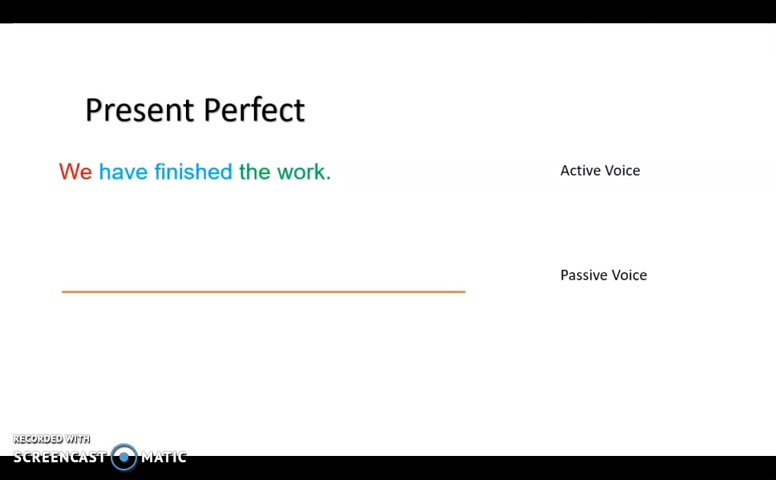 Present Perfect
We have finished the work.
Active Voice
Passive Voice
RECORDED WITH
SCREENCAST MATIC